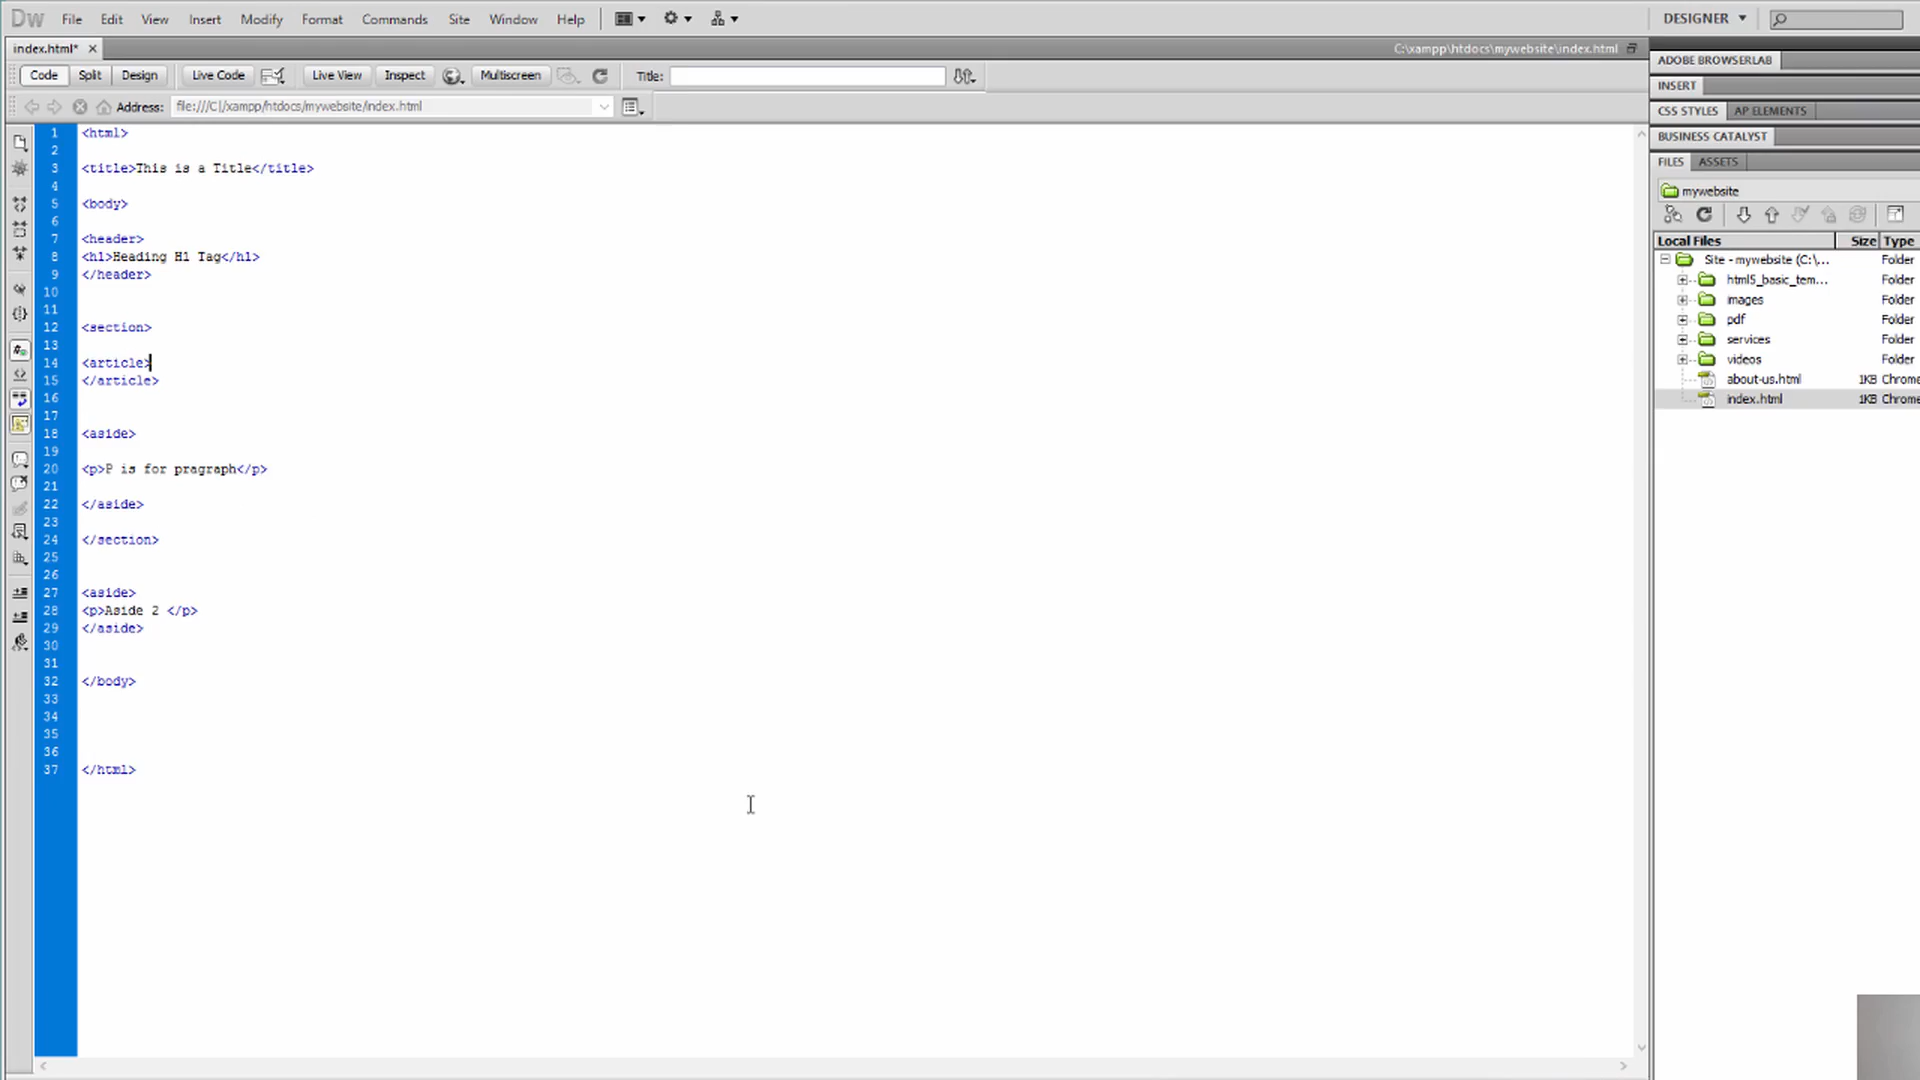 Dw File Edit View Insert Modify Format Commands Site Window Help DESIGNER
index.html* C:\xampp\htdocs\mywebsite\index.html
Code Split Design Live Code Live View Inspect Multiscreen Title:
Address: file:///C|/xampp/htdocs/mywebsite/index.html
1 <html>
2
3 <title>This is a Title</title>
4
5 <body>
6
7 <header>
8 <h1>Heading H1 Tag</h1>
9 </header>
10
11
12 <section>
13
14 <article>
15 </article>
16
17
18 <aside>
19
20 <p>P is for pragraph</p>
21
22 </aside>
23
24 </section>
25
26
27 <aside>
28 <p>Aside 2 </p>
29 </aside>
30
31
32 </body>
33
34
35
36
37 </html>
ADOBE BROWSERLAB
INSERT
CSS STYLES AP ELEMENTS
BUSINESS CATALYST
FILES ASSETS
mywebsite
Local Files Size Type
Site - mywebsite (C:\... Folder
html5_basic_tem... Folder
images Folder
pdf Folder
services Folder
videos Folder
about-us.html 1KB Chrome
index.html 1KB Chrome